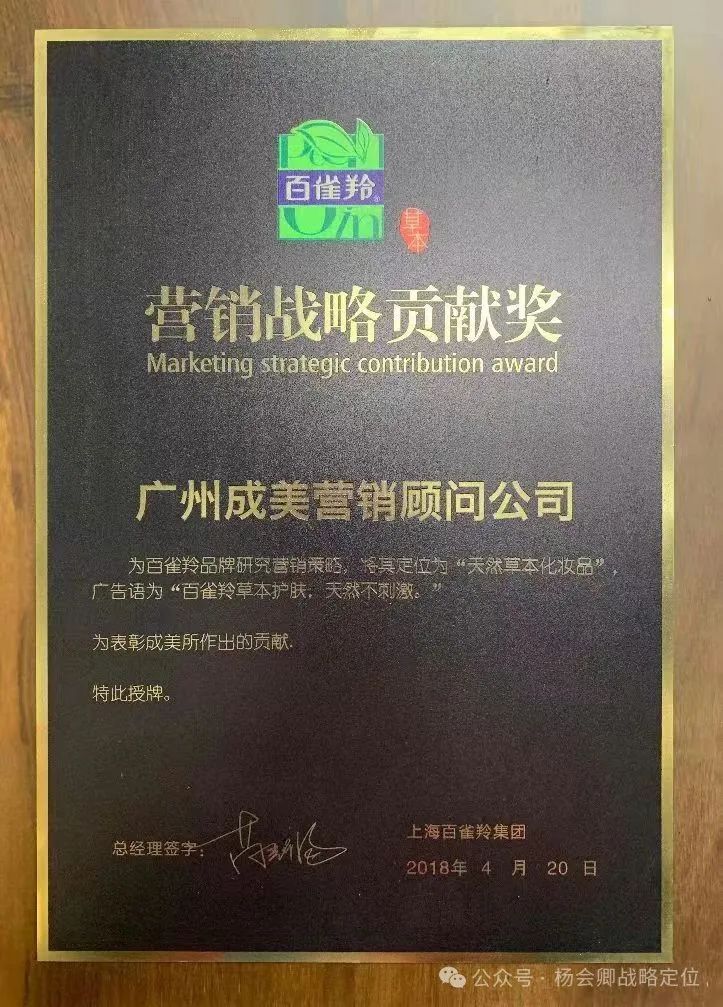 百雀羚®
草本
营销战略贡献奖
Marketing strategic contribution award
广州成美营销顾问公司
为百雀羚品牌研究营销策略，将其定位为“天然草本化妆品”，
广告语为“百雀羚草本护肤，天然不刺激。”
为表彰成美所作出的贡献.
特此授牌。
总经理签字：
上海百雀羚集团
2018年 4 月 20 日
公众号·杨会卿战略定位